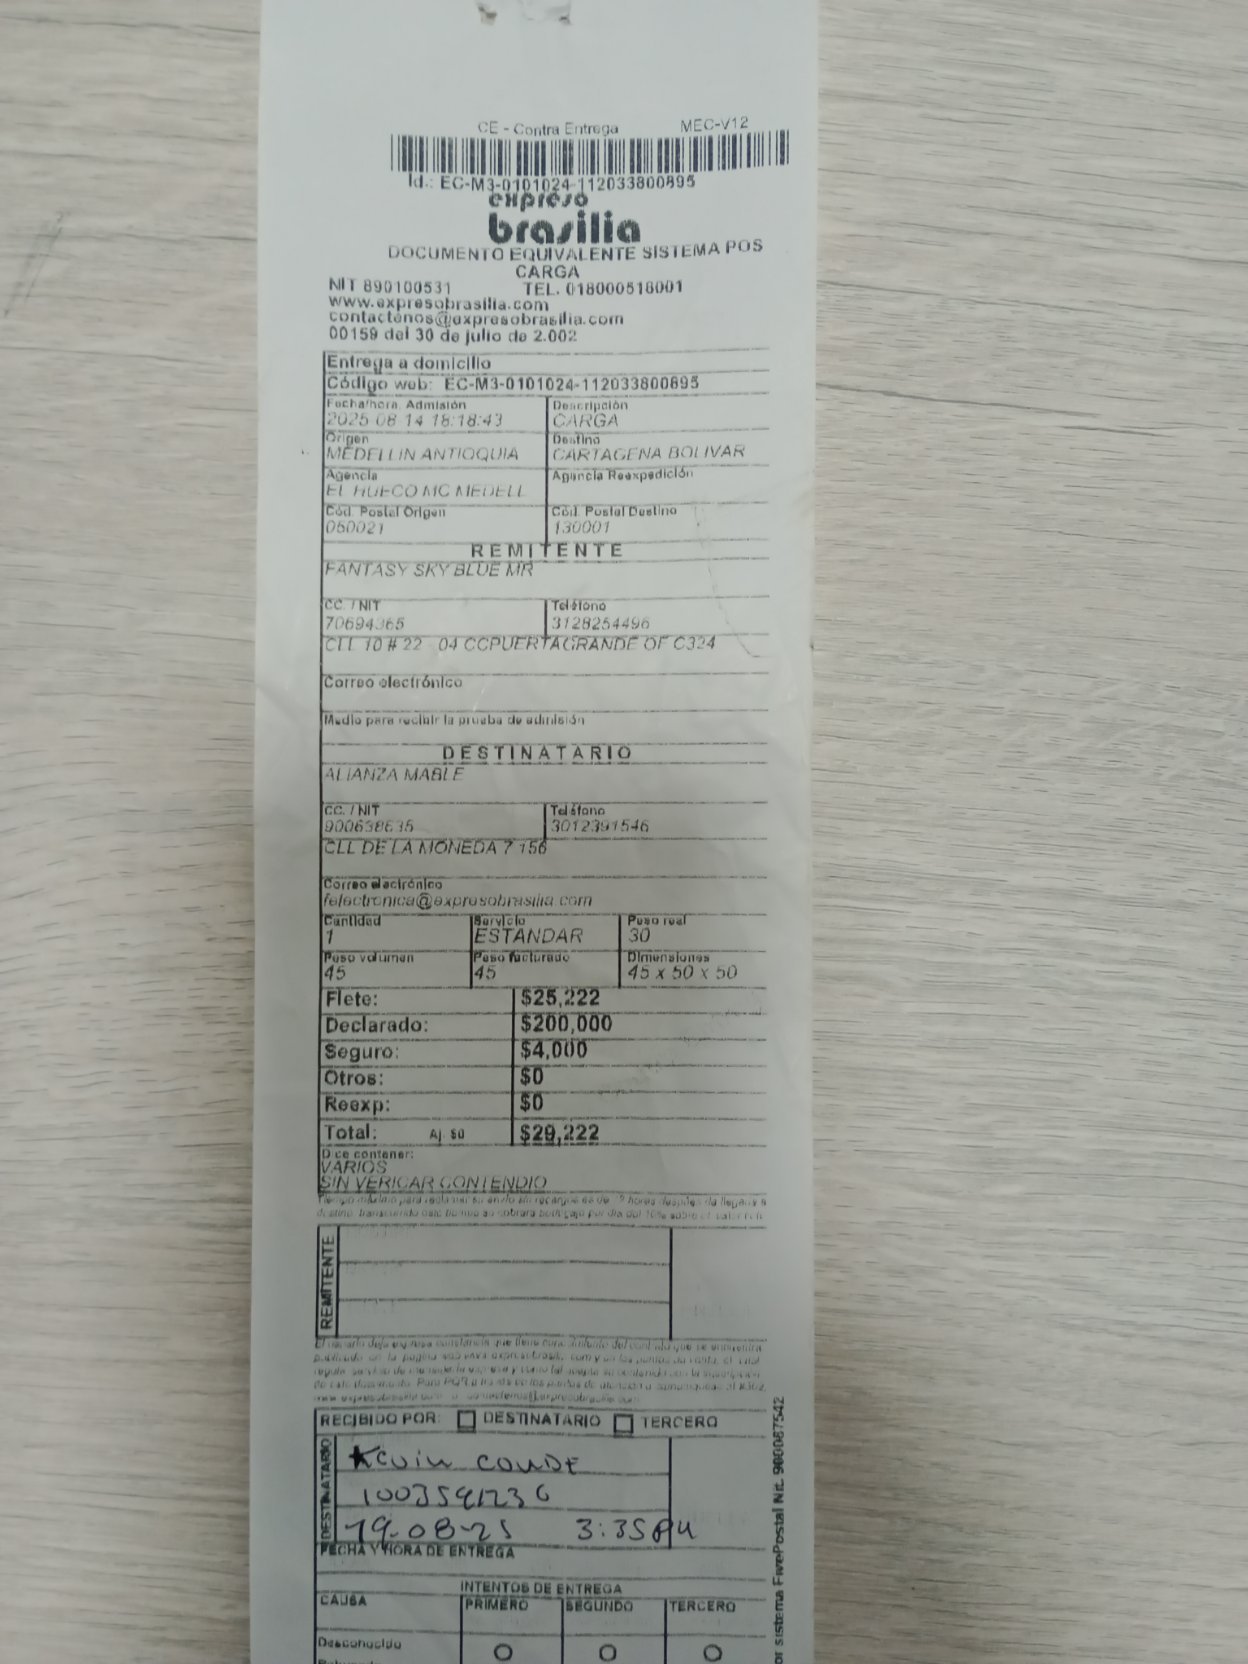 CE - Contra Entrega MEC-V12
Id.: EC-M3-0101024-112033800895
expreso
brasilia
DOCUMENTO EQUIVALENTE SISTEMA POS
CARGA
NIT 890100531 TEL. 018000518001
www.expresobrasilia.com
contactenos@expresobrasilia.com
00159 del 30 de julio de 2.002
Entrega a domicilio
Código web: EC-M3-0101024-112033800895
Fecha/hora, Admisión Descripción
2025 08 14 18:18:43 CARGA
Origen Destino
MEDELLIN ANTIOQUIA CARTAGENA BOLIVAR
Agencia Agencia Reexpedición
EL HUECO MC MEDELL
Cód. Postal Origen Cód. Postal Destino
050021 130001
REMITENTE
FANTASY SKY BLUE MR
CC. / NIT Teléfono
70694365 3128254496
CLL 10 # 22 04 CCPUERTAGRANDE OF C324
Correo electrónico
Medio para recibir la prueba de admisión
DESTINATARIO
ALIANZA MABLE
CC. / NIT Teléfono
900638635 3012391546
CLL DE LA MONEDA 7 156
Correo electrónico
felectronica@expresobrasilia.com
Cantidad Servicio Peso real
1 ESTANDAR 30
Peso volumen Peso facturado Dimensiones
45 45 45 x 50 x 50
Flete: $25,222
Declarado: $200,000
Seguro: $4,000
Otros: $0
Reexp: $0
Total: Aj $0 $29,222
Dice contener:
VARIOS
SIN VERICAR CONTENDIO
REMITENTE
RECIBIDO POR: DESTINATARIO TERCERO
DESTINATARIO
Kevin CONDE
1003591236
19-08-25 3:35PM
FECHA Y HORA DE ENTREGA
INTENTOS DE ENTREGA
CAUSA PRIMERO SEGUNDO TERCERO
Desconocido
or sistema FivePostal Nit. 900087542